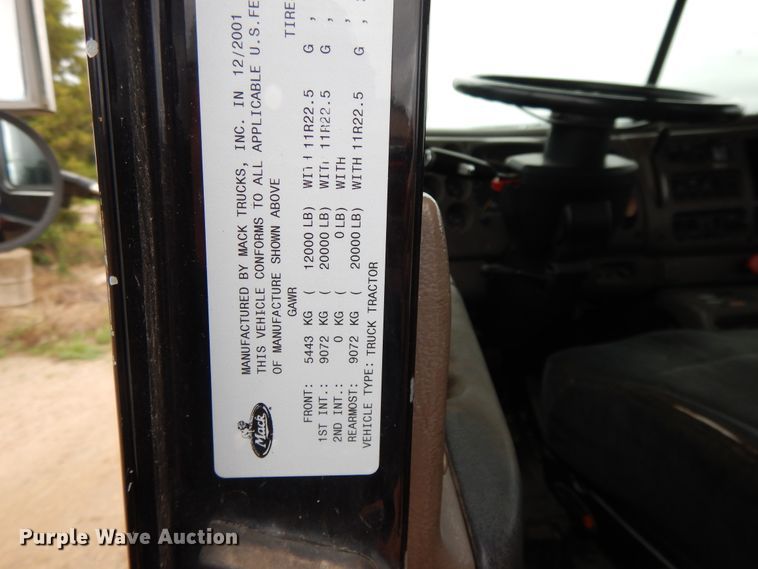 MANUFACTURED BY MACK TRUCKS, INC. IN 12/2001
THIS VEHICLE CONFORMS TO ALL APPLICABLE U.S.FE
OF MANUFACTURE SHOWN ABOVE
GAWR TIRE
FRONT: 5443 KG ( 12000 LB) WITH 11R22.5 G ,
1ST INT.: 9072 KG ( 20000 LB) WITH 11R22.5 G ,
2ND INT.: 0 KG ( 0 LB) WITH ,
REARMOST: 9072 KG ( 20000 LB) WITH 11R22.5 G ,
VEHICLE TYPE: TRUCK TRACTOR
Mack
Purple Wave Auction